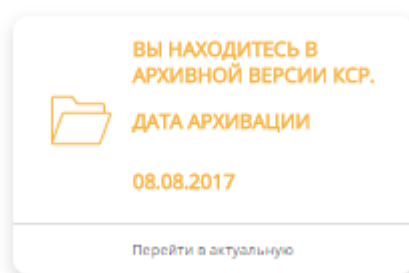 ВЫ НАХОДИТЕСЬ В
АРХИВНОЙ ВЕРСИИ КСР.
ДАТА АРХИВАЦИИ
08.08.2017
Перейти в актуальную